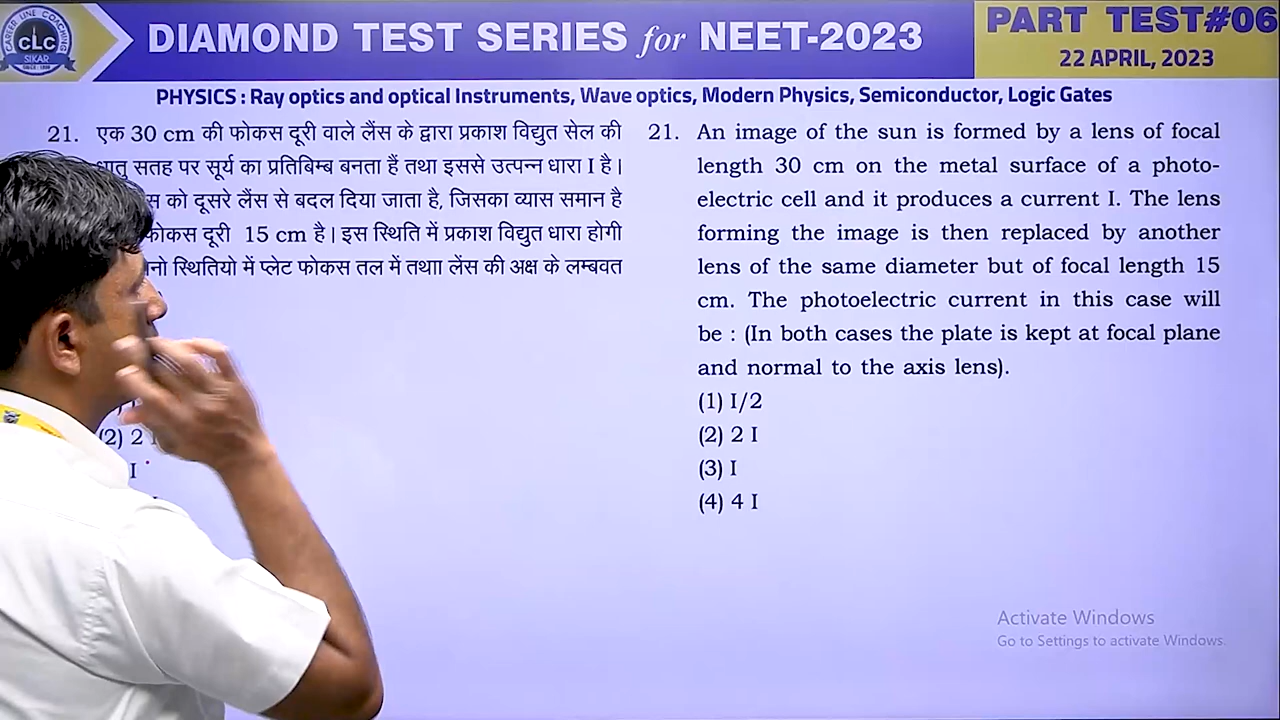 CAREER LINE COACHING
CLC
SIKAR
DIAMOND TEST SERIES for NEET-2023
PART TEST#06
22 APRIL, 2023
PHYSICS : Ray optics and optical Instruments, Wave optics, Modern Physics, Semiconductor, Logic Gates
21. एक 30 cm की फोकस दूरी वाले लैंस के द्वारा प्रकाश विद्युत सेल की
सतह पर सूर्य का प्रतिबिम्ब बनता हैं तथा इससे उत्पन्न धारा I है।
को दूसरे लैंस से बदल दिया जाता है, जिसका व्यास समान है
फोकस दूरी 15 cm है। इस स्थिति में प्रकाश विद्युत धारा होगी
स्थितियो में प्लेट फोकस तल में तथाा लेंस की अक्ष के लम्बवत
(2) 2 I
I
21. An image of the sun is formed by a lens of focal
length 30 cm on the metal surface of a photo-
electric cell and it produces a current I. The lens
forming the image is then replaced by another
lens of the same diameter but of focal length 15
cm. The photoelectric current in this case will
be : (In both cases the plate is kept at focal plane
and normal to the axis lens).
(1) I/2
(2) 2 I
(3) I
(4) 4 I
Activate Windows
Go to Settings to activate Windows.